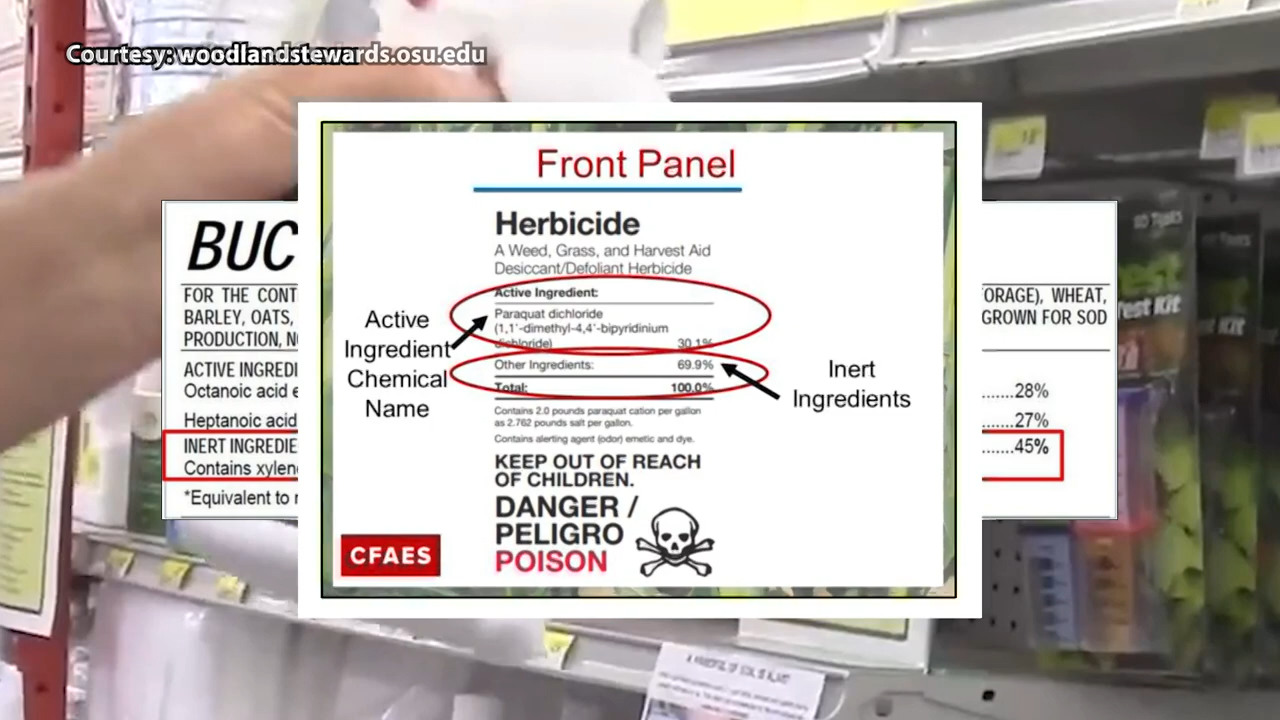 Courtesy: woodlandstewards.osu.edu
Front Panel
Herbicide
A Weed, Grass, and Harvest Aid
Desiccant/Defoliant Herbicide
Active Ingredient:
Paraquat dichloride
(1,1'-dimethyl-4,4'-bipyridinium
dichloride) 30.1%
Other Ingredients: 69.9%
Total: 100.0%
Contains 2.0 pounds paraquat cation per gallon
as 2.762 pounds salt per gallon.
Contains alerting agent (odor) emetic and dye.
KEEP OUT OF REACH
OF CHILDREN.
DANGER /
PELIGRO
POISON
Active
Ingredient
Chemical
Name
Inert
Ingredients
CFAES
BUC
FOR THE CONT
ORAGE), WHEAT,
BARLEY, OATS,
GROWN FOR SOD
PRODUCTION, N
ACTIVE INGREDI
Octanoic acid e
.......28%
Heptanoic acid
.......27%
INERT INGREDIE
.......45%
Contains xylen
*Equivalent to
est Kit